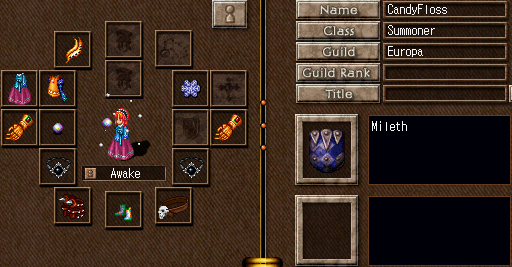 Name CandyFloss
Class Summoner
Guild Europa
Guild Rank
Title
Mileth
Awake